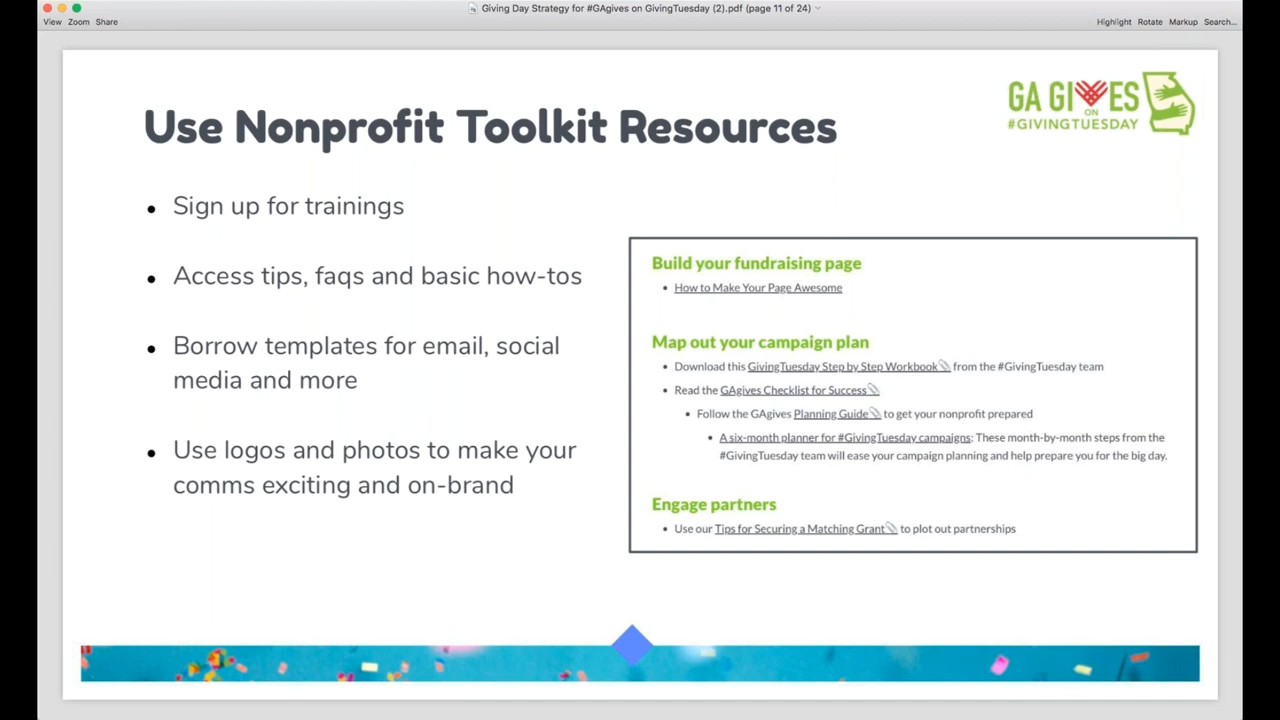 Giving Day Strategy for #GAgives on GivingTuesday (2).pdf (page 11 of 24)
View Zoom Share
Highlight Rotate Markup Search...
GA GIVES
ON
#GIVINGTUESDAY
Use Nonprofit Toolkit Resources
• Sign up for trainings
• Access tips, faqs and basic how-tos
• Borrow templates for email, social
media and more
• Use logos and photos to make your
comms exciting and on-brand
Build your fundraising page
• How to Make Your Page Awesome
Map out your campaign plan
• Download this GivingTuesday Step by Step Workbook from the #GivingTuesday team
• Read the GAgives Checklist for Success
• Follow the GAgives Planning Guide to get your nonprofit prepared
• A six-month planner for #GivingTuesday campaigns: These month-by-month steps from the
#GivingTuesday team will ease your campaign planning and help prepare you for the big day.
Engage partners
• Use our Tips for Securing a Matching Grant to plot out partnerships